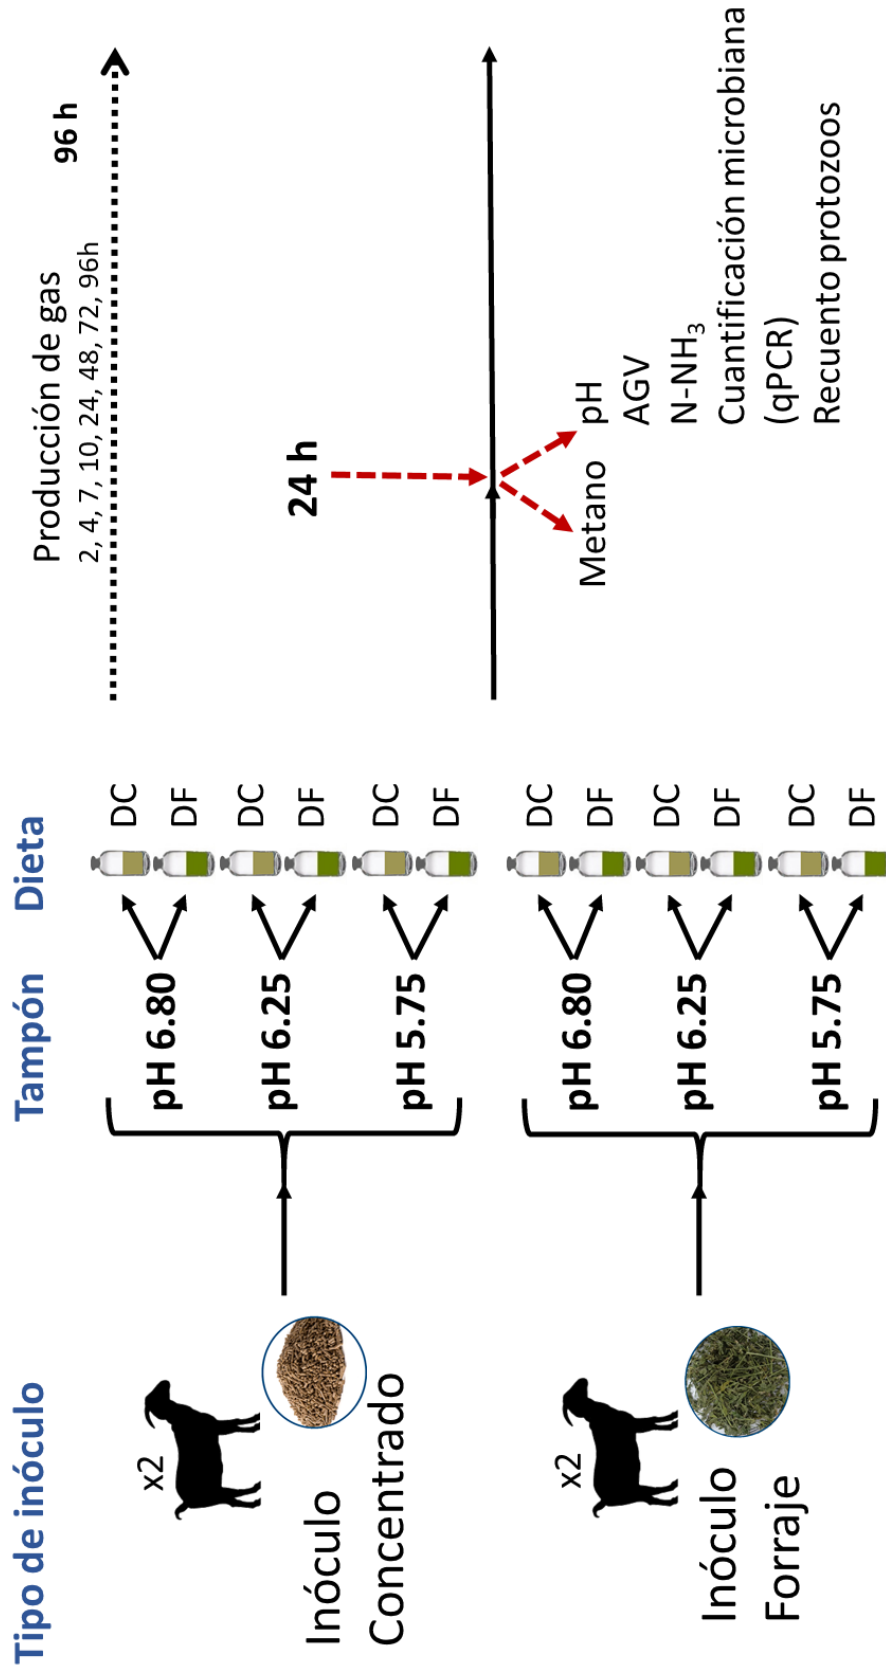 Tipo de inóculo
Tampón
Dieta
x2
Inóculo
Concentrado
pH 6.80
DC
DF
pH 6.25
DC
DF
pH 5.75
DC
DF
x2
Inóculo
Forraje
pH 6.80
DC
DF
pH 6.25
DC
DF
pH 5.75
DC
DF
Producción de gas
96 h
2, 4, 7, 10, 24, 48, 72, 96h
24 h
Metano
pH
AGV
N-NH₃
Cuantificación microbiana
(qPCR)
Recuento protozoos